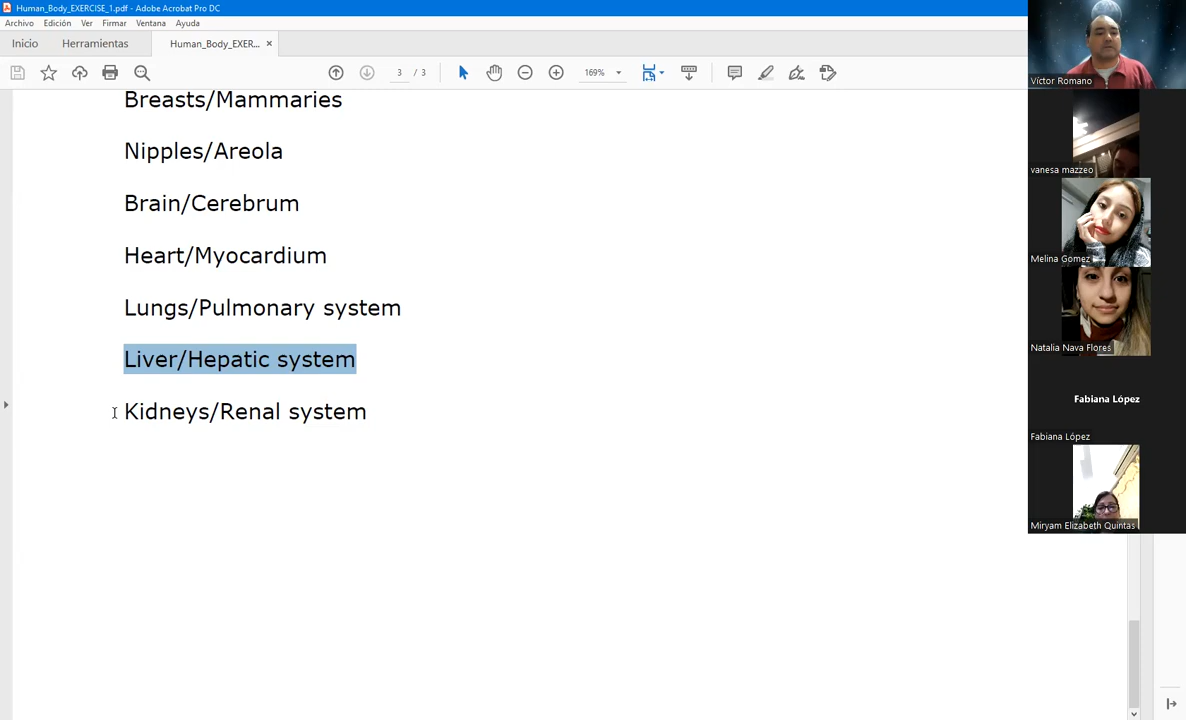 Human_Body_EXERCISE_1.pdf - Adobe Acrobat Pro DC
Archivo Edición Ver Firmar Ventana Ayuda
Inicio Herramientas Human_Body_EXER... ×
3 / 3 169%
Breasts/Mammaries
Nipples/Areola
Brain/Cerebrum
Heart/Myocardium
Lungs/Pulmonary system
Liver/Hepatic system
Kidneys/Renal system
Víctor Romano
vanesa mazzeo
Melina Gomez
Natalia Nava Flores
Fabiana López
Fabiana López
Miryam Elizabeth Quintas